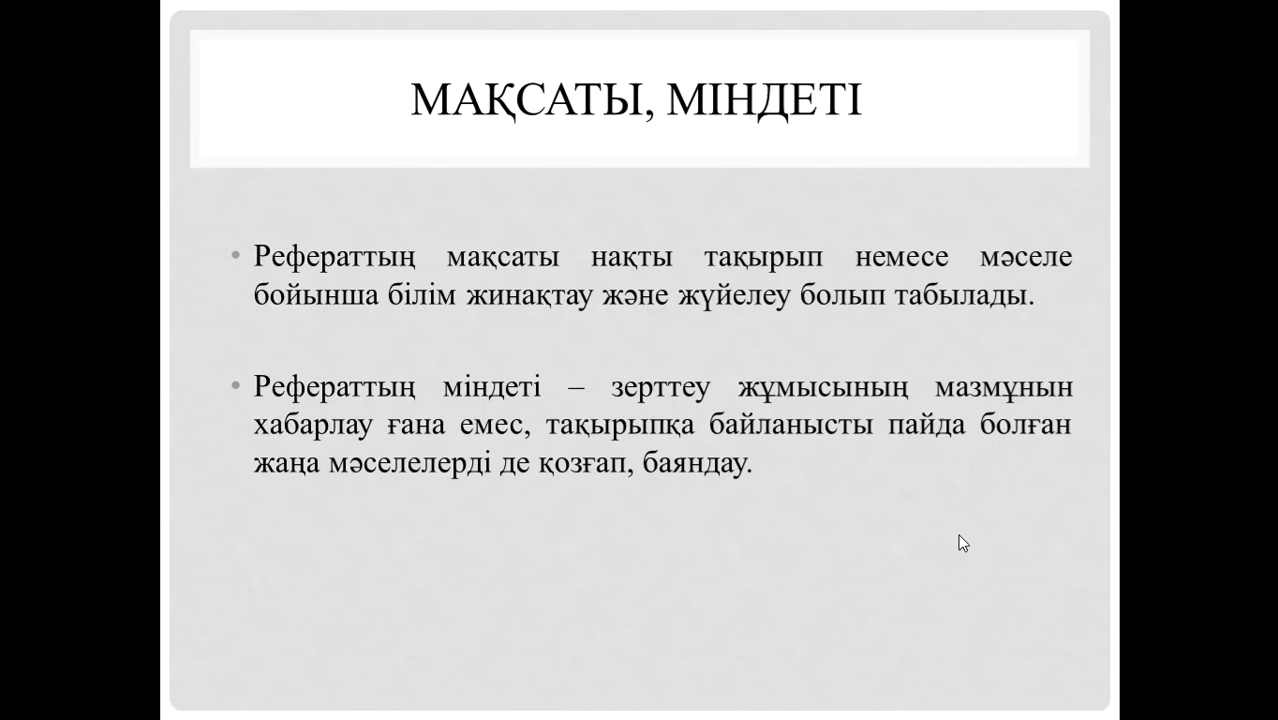 МАҚСАТЫ, МІНДЕТІ
• Рефераттың мақсаты нақты тақырып немесе мәселе
бойынша білім жинақтау және жүйелеу болып табылады.
• Рефераттың міндеті – зерттеу жұмысының мазмұнын
хабарлау ғана емес, тақырыпқа байланысты пайда болған
жаңа мәселелерді де қозғап, баяндау.